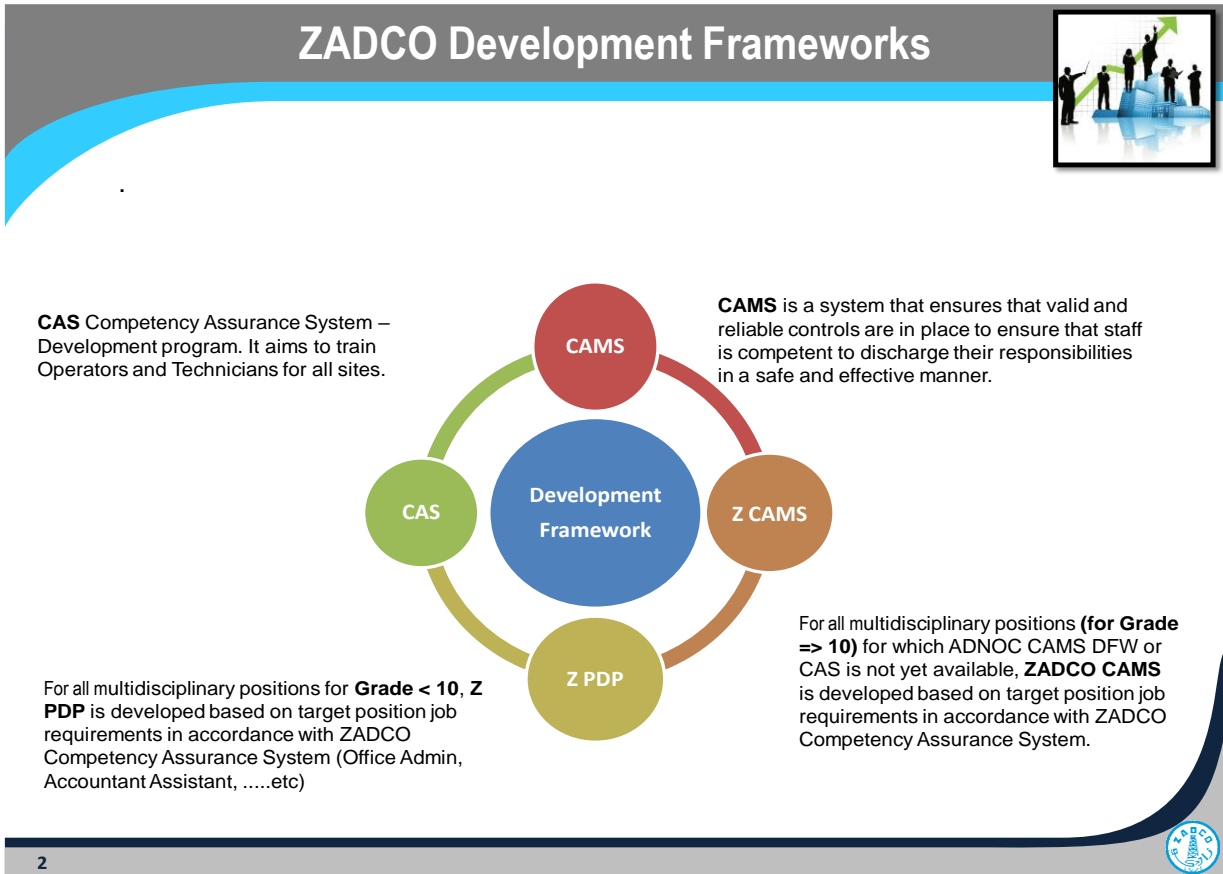 ZADCO Development Frameworks
.
CAS Competency Assurance System –
Development program. It aims to train
Operators and Technicians for all sites.
CAMS is a system that ensures that valid and
reliable controls are in place to ensure that staff
is competent to discharge their responsibilities
in a safe and effective manner.
CAMS
CAS
Development
Framework
Z CAMS
Z PDP
For all multidisciplinary positions for Grade < 10, Z
PDP is developed based on target position job
requirements in accordance with ZADCO
Competency Assurance System (Office Admin,
Accountant Assistant, .....etc)
For all multidisciplinary positions (for Grade
=> 10) for which ADNOC CAMS DFW or
CAS is not yet available, ZADCO CAMS
is developed based on target position job
requirements in accordance with ZADCO
Competency Assurance System.
2
ZADCO